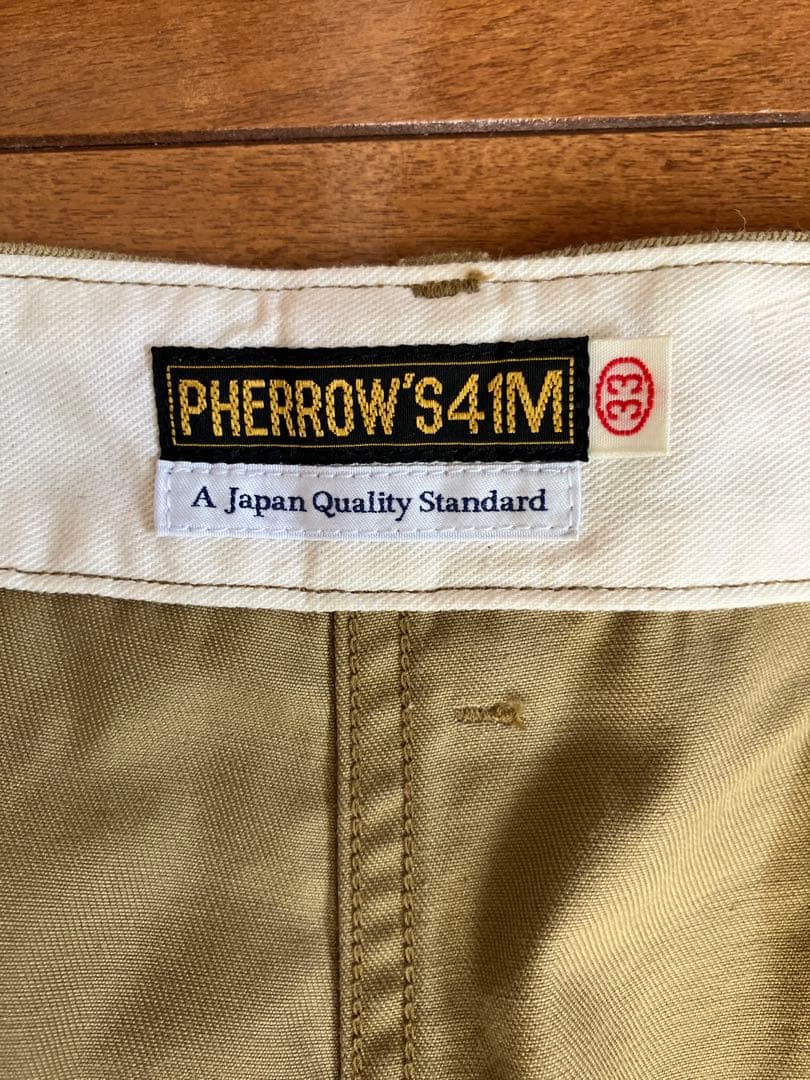 PHERROW'S41M
33
A Japan Quality Standard